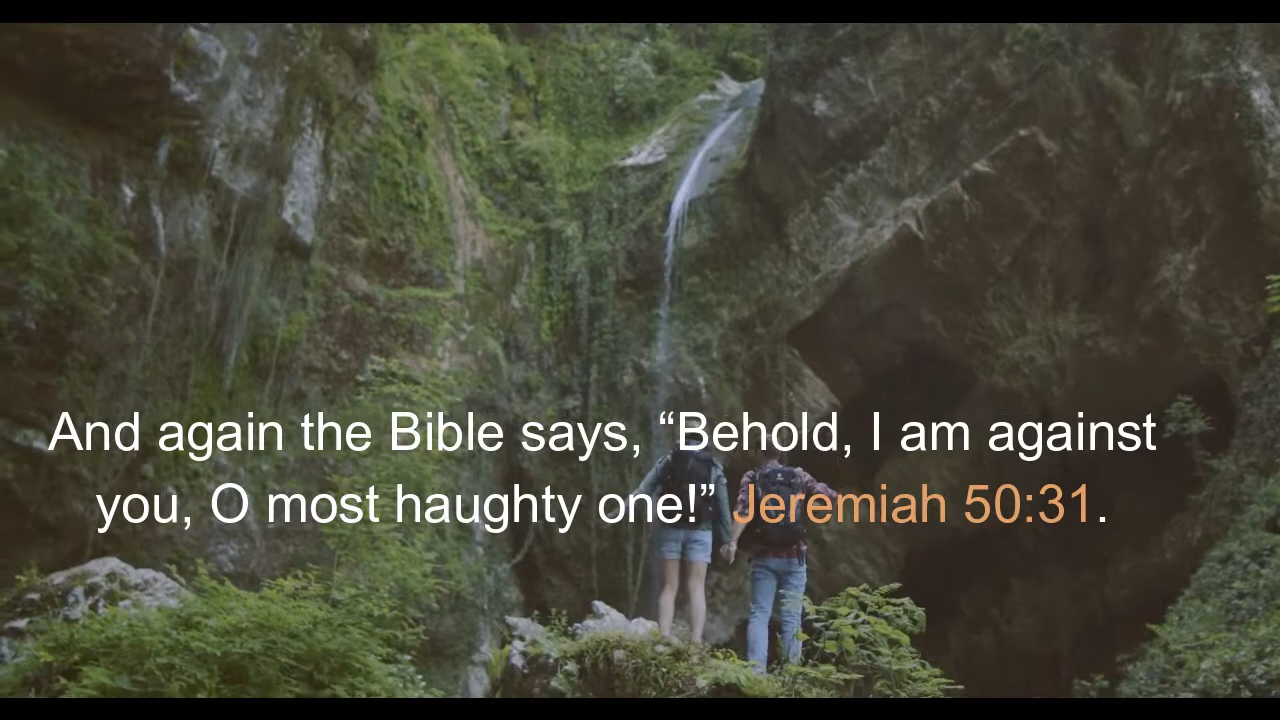 And again the Bible says, “Behold, I am against
you, O most haughty one!” Jeremiah 50:31.